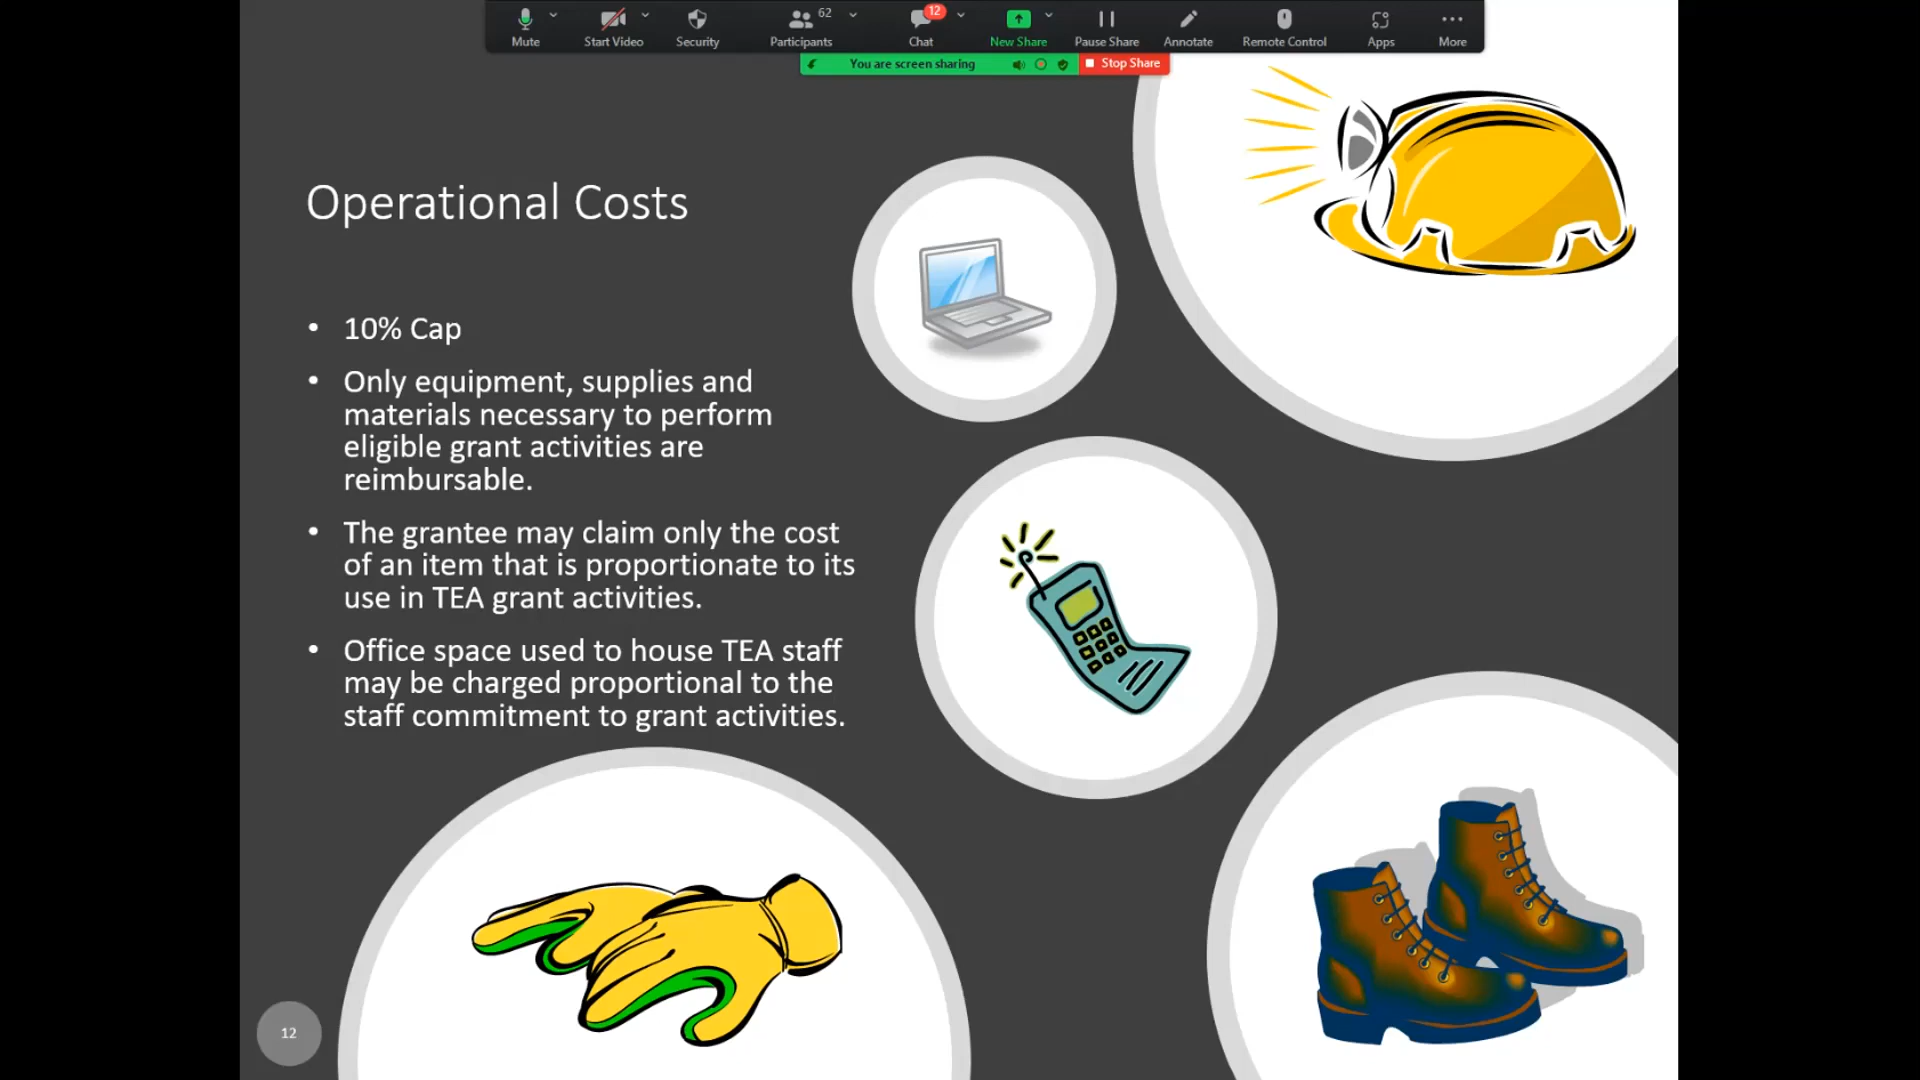 62
12
Mute
Start Video
Security
Participants
Chat
New Share
Pause Share
Annotate
Remote Control
Apps
More
You are screen sharing
Stop Share
Operational Costs
• 10% Cap
• Only equipment, supplies and
materials necessary to perform
eligible grant activities are
reimbursable.
• The grantee may claim only the cost
of an item that is proportionate to its
use in TEA grant activities.
• Office space used to house TEA staff
may be charged proportional to the
staff commitment to grant activities.
12